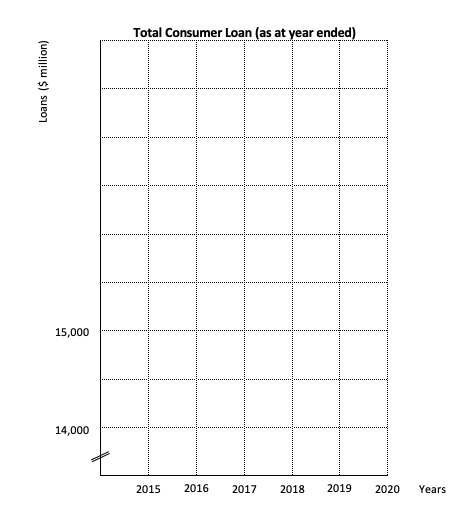 Total Consumer Loan (as at year ended)
Loans ($ million)
15,000
14,000
2015 2016 2017 2018 2019 2020 Years